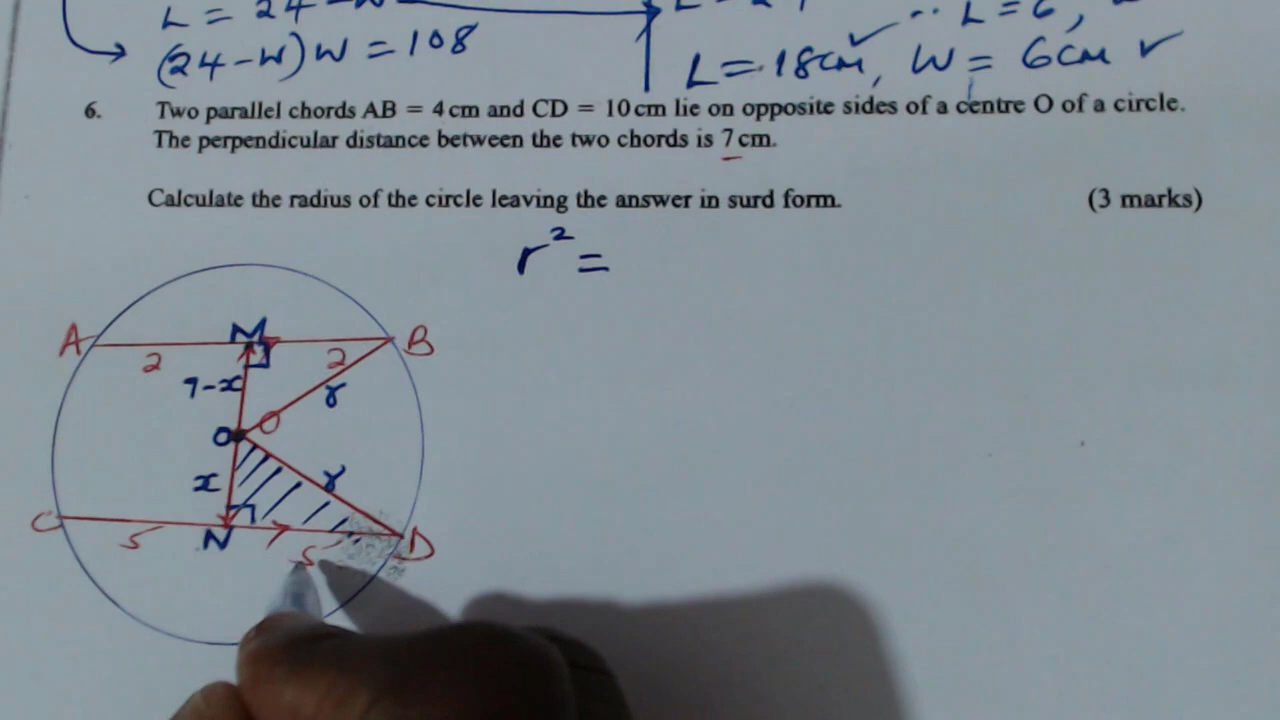 L = 24 - W
(24-W)W = 108
∴ L = 6,
L = 18cm, W = 6cm ✓
6. Two parallel chords AB = 4 cm and CD = 10 cm lie on opposite sides of a centre O of a circle.
The perpendicular distance between the two chords is 7 cm.
Calculate the radius of the circle leaving the answer in surd form. (3 marks)
r² =
A M B
2 2
7-x r
O
x r
C N D
5 5